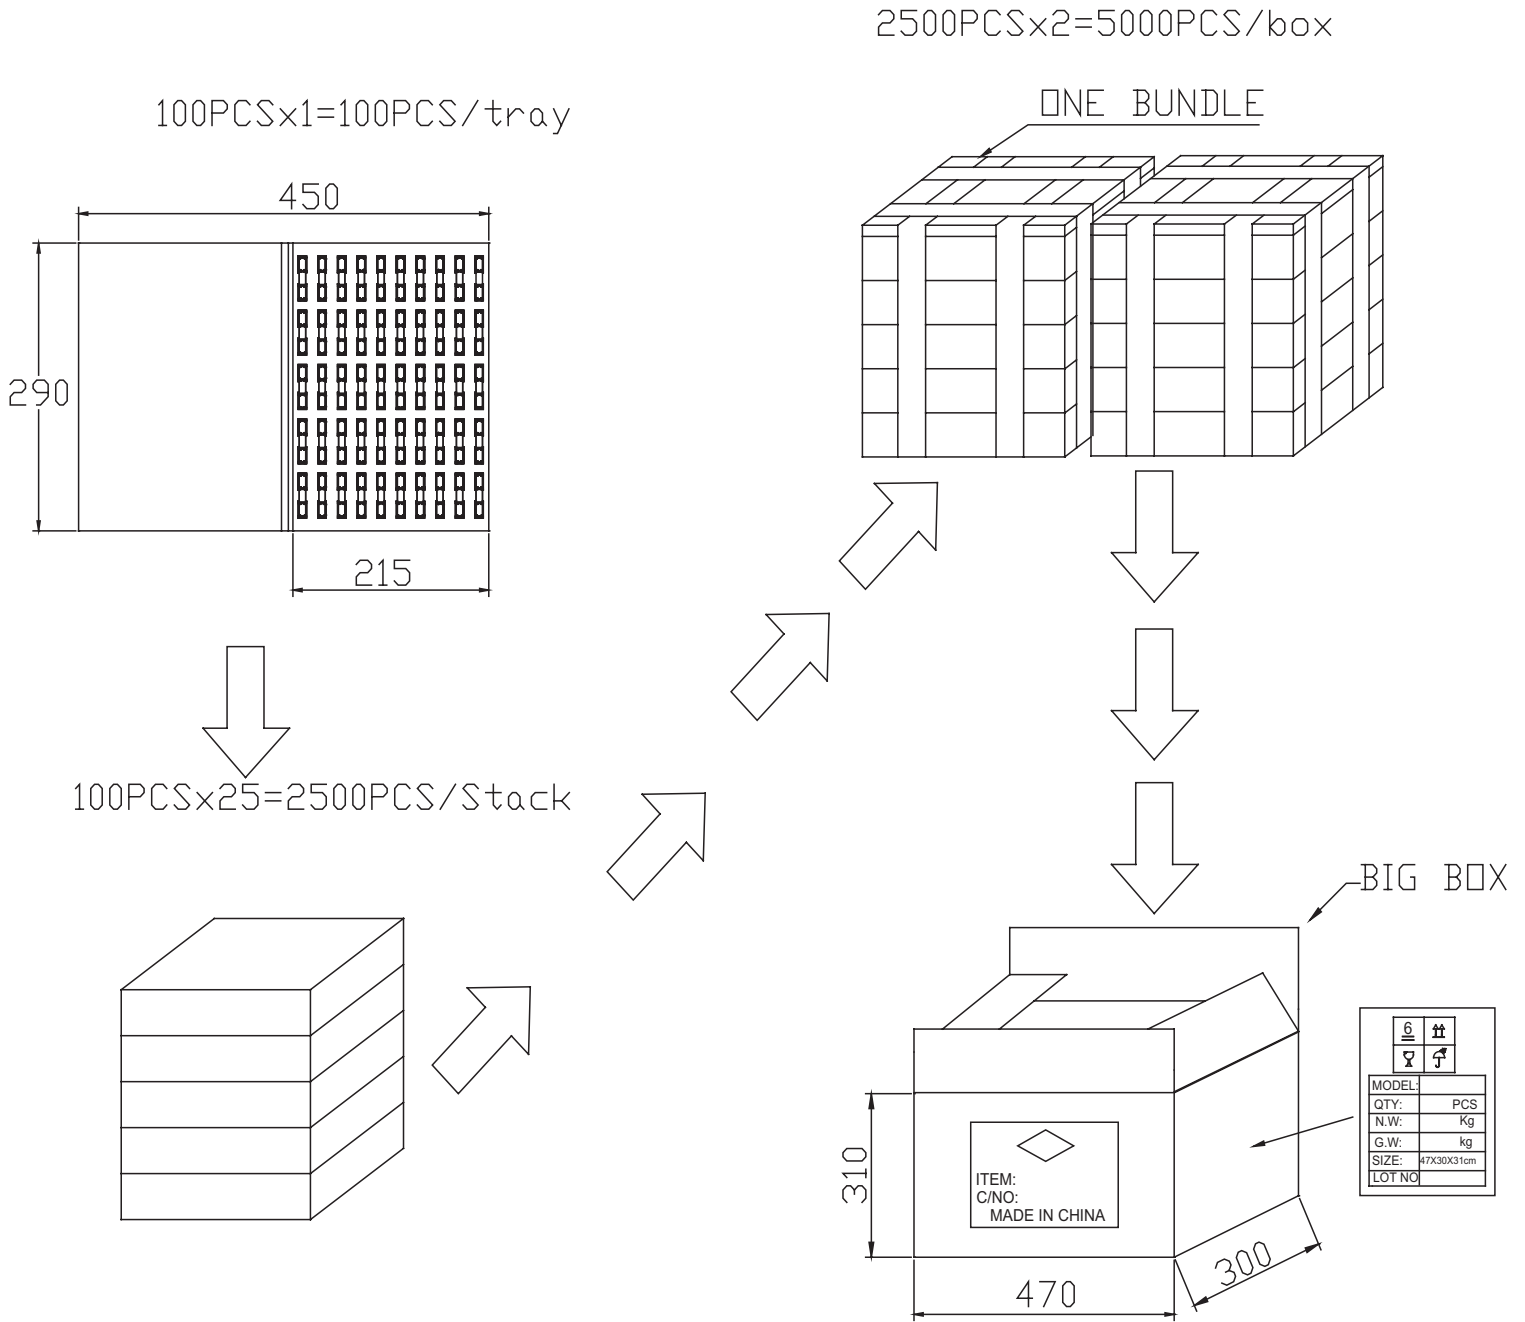 2500PCSx2=5000PCS/box
ONE BUNDLE
100PCSx1=100PCS/tray
450
290
215
100PCSx25=2500PCS/Stack
BIG BOX
6
MODEL:
QTY: PCS
N.W: Kg
G.W: kg
SIZE: 47X30X31cm
LOT NO
310
ITEM:
C/NO:
MADE IN CHINA
300
470